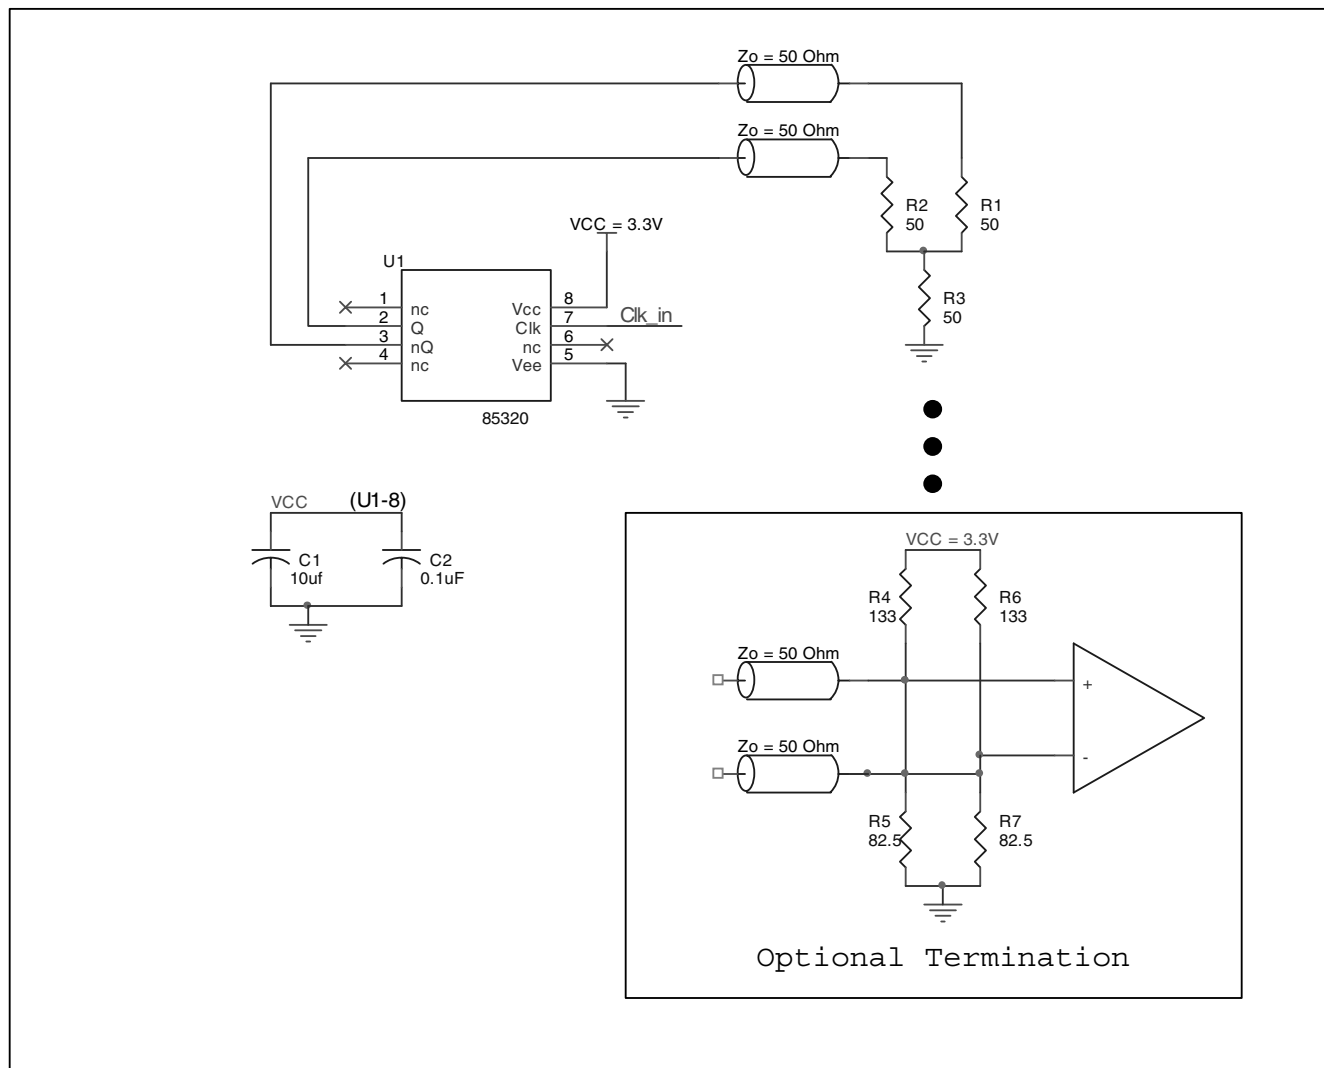 Zo = 50 Ohm
Zo = 50 Ohm
R2
50
R1
50
VCC = 3.3V
U1
1
nc
2
Q
3
nQ
4
nc
8
Vcc
7
Clk
Clk_in
6
nc
5
Vee
85320
R3
50
VCC
(U1-8)
C1
10uf
C2
0.1uF
VCC = 3.3V
R4
133
R6
133
Zo = 50 Ohm
+
Zo = 50 Ohm
-
R5
82.5
R7
82.5
Optional Termination